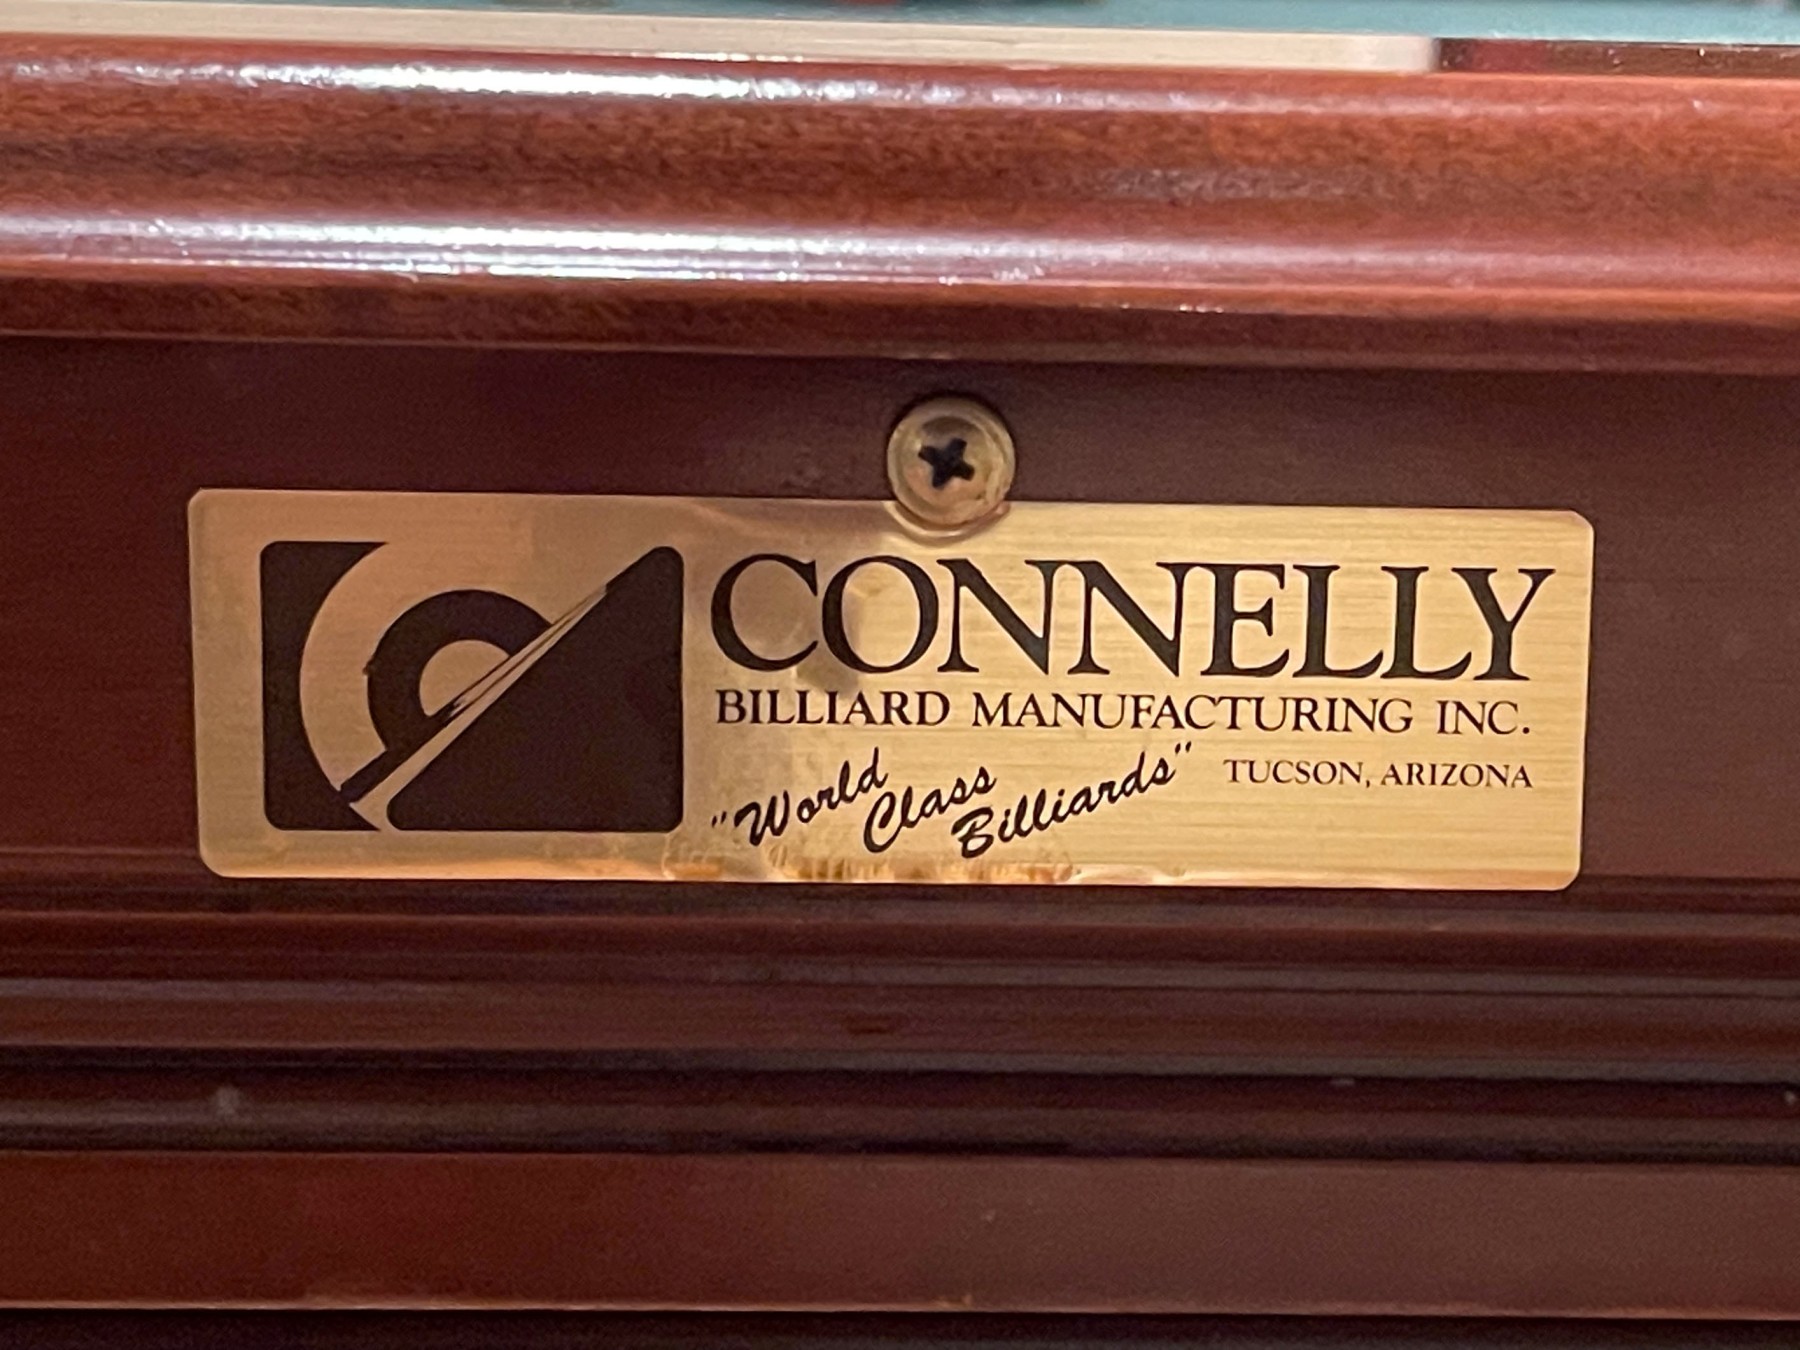 CONNELLY
BILLIARD MANUFACTURING INC.
"World Class Billiards"
TUCSON, ARIZONA